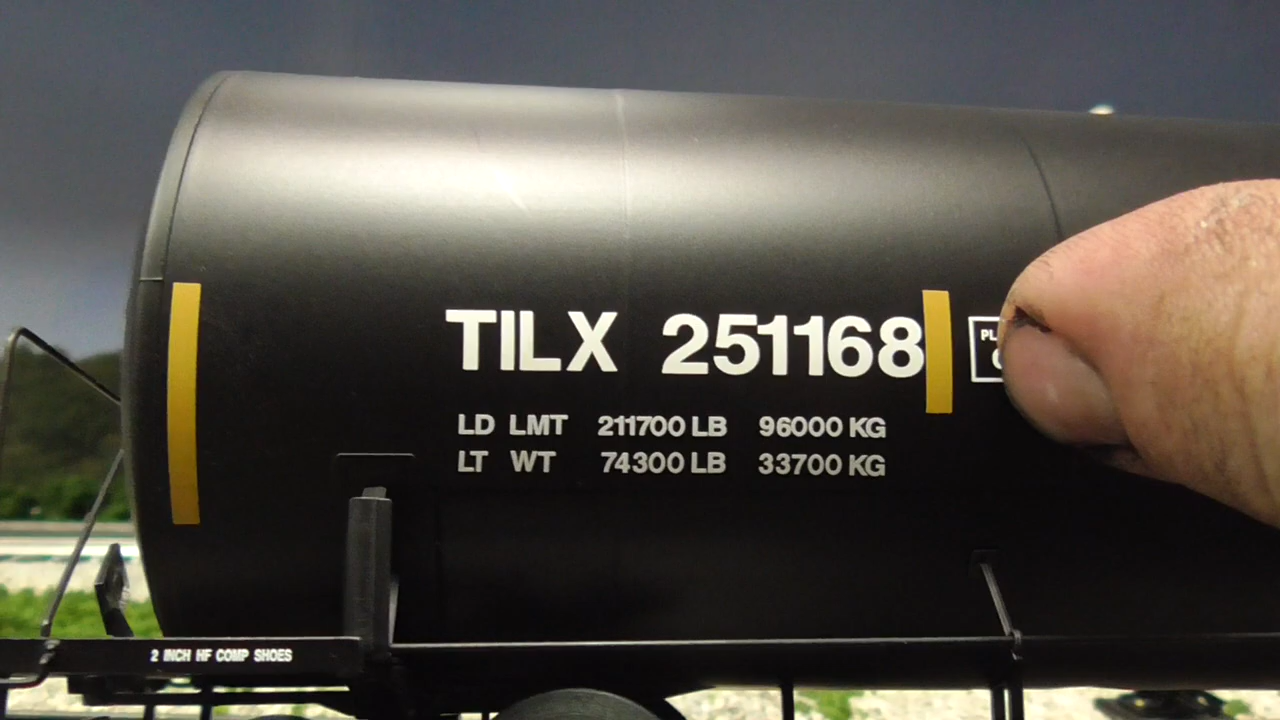 TILX 251168
LD LMT 211700 LB 96000 KG
LT WT 74300 LB 33700 KG
2 INCH HF COMP SHOES